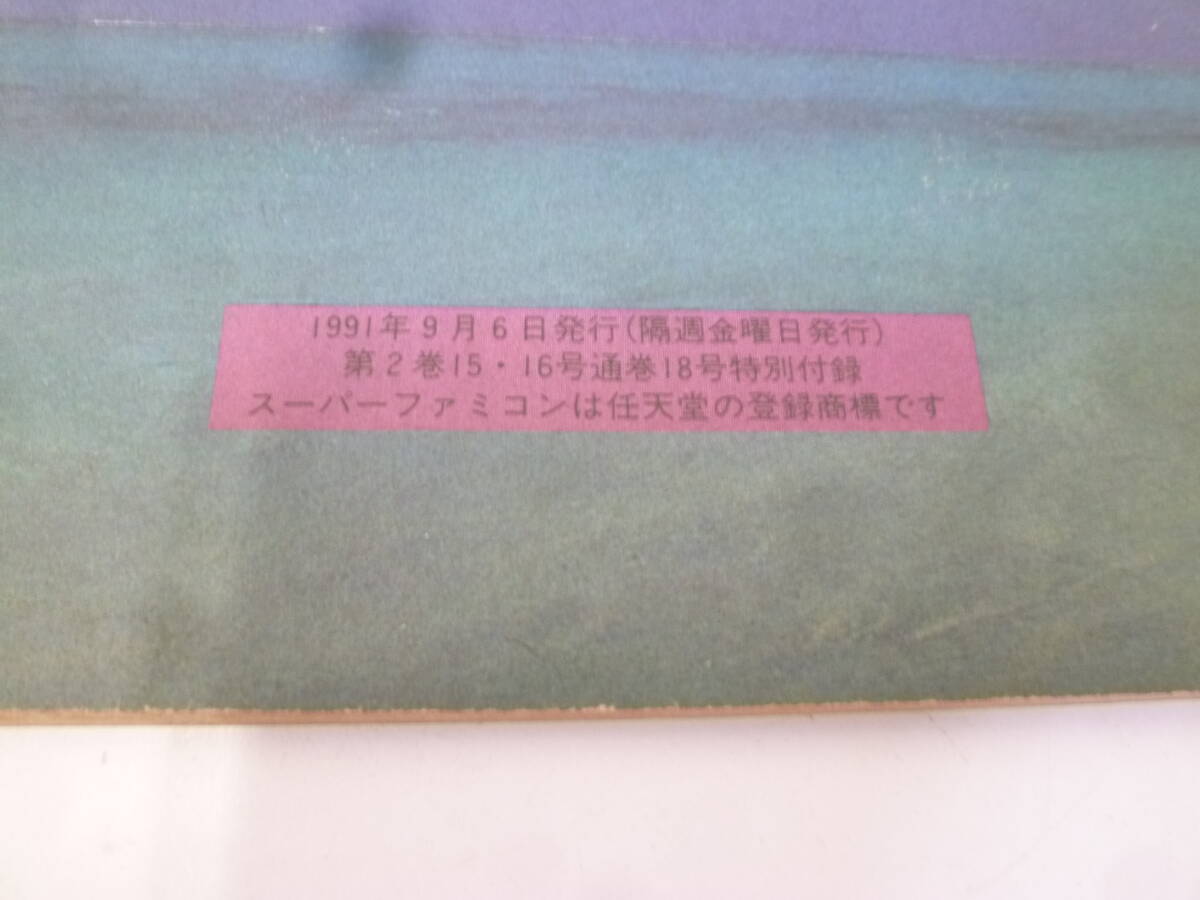 1991年9月6日発行(隔週金曜日発行)
第2巻15・16号通巻18号特別付録
スーパーファミコンは任天堂の登録商標です